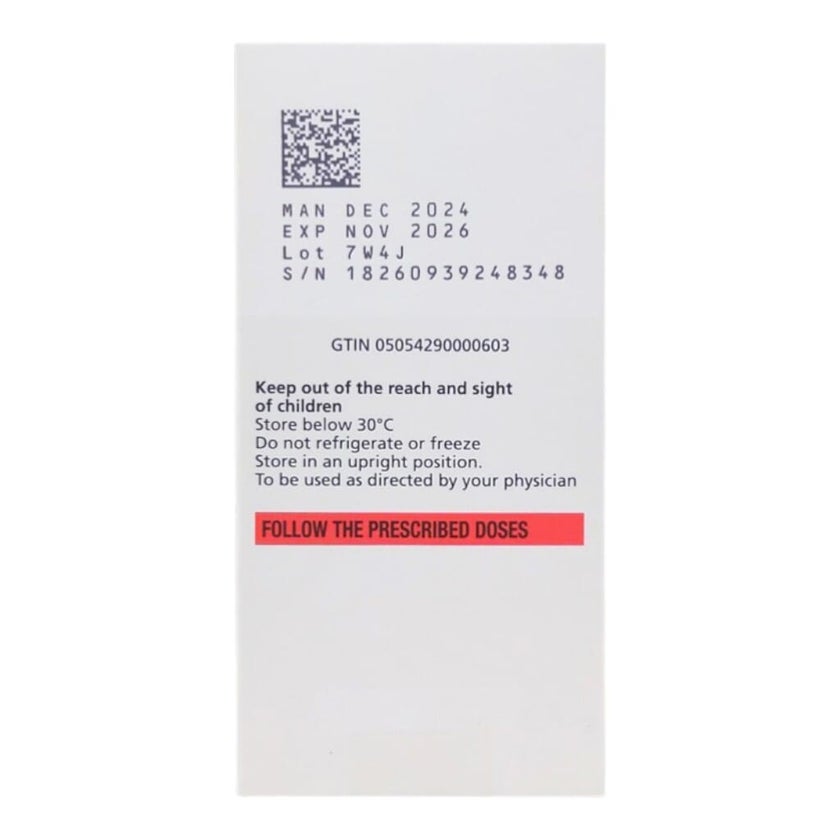 MAN DEC 2024
EXP NOV 2026
Lot 7W4J
S/N 18260939248348
GTIN 05054290000603
Keep out of the reach and sight
of children
Store below 30°C
Do not refrigerate or freeze
Store in an upright position.
To be used as directed by your physician
FOLLOW THE PRESCRIBED DOSES